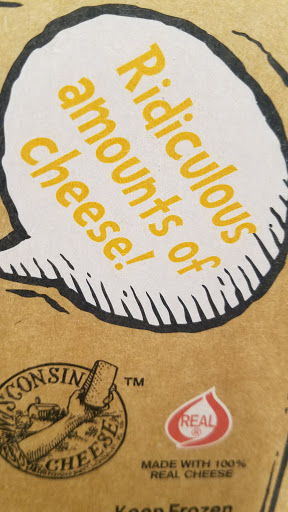 Ridiculous
amounts of
cheese!
WISCONSIN
CHEESE
TM
REAL
®
MADE WITH 100%
REAL CHEESE
Keep Frozen